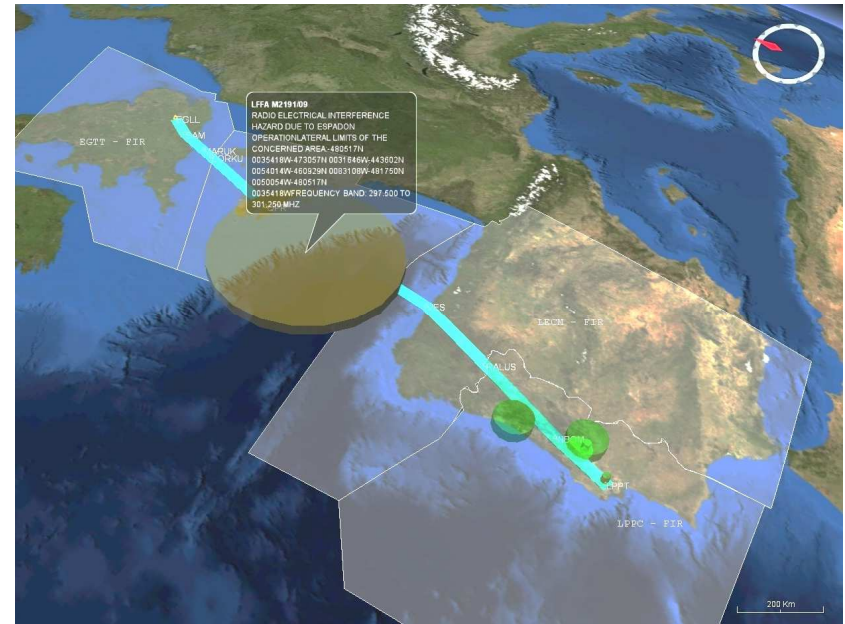 LFFA M2191/09
RADIO ELECTRICAL INTERFERENCE
HAZARD DUE TO ESPADON
OPERATIONLATERAL LIMITS OF THE
CONCERNED AREA:-480517N
0035418W-473057N 0031646W-443602N
0054014W-460929N 0083108W-481750N
0050054W-480517N
0035418WFREQUENCY BAND: 297.500 TO
301,250 MHZ
EGTT - FIR
LECM - FIR
LPPC - FIR
200 Km